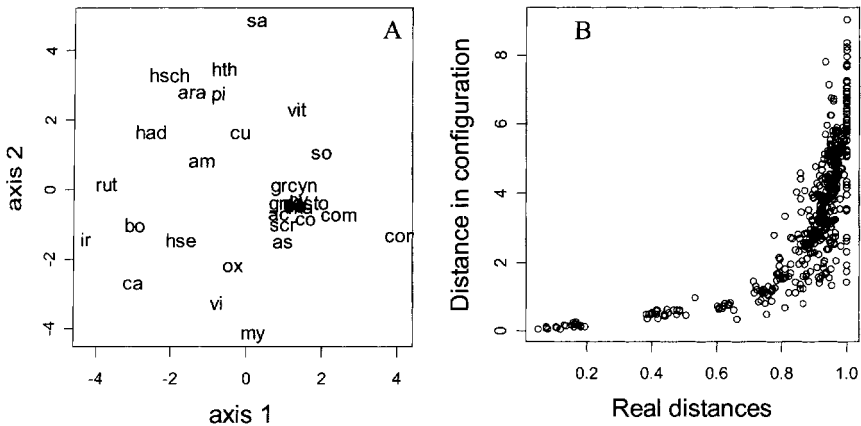 sa
A
hsch
hth
ara
pi
vit
had
cu
am
so
rut
grcyn
sto
ac
com
scr
co
ir
bo
hse
as
cor
ca
ox
vi
my
4
2
0
-2
-4
axis 2
-4
-2
0
2
4
axis 1
B
8
6
4
2
0
Distance in configuration
0.2
0.4
0.6
0.8
1.0
Real distances